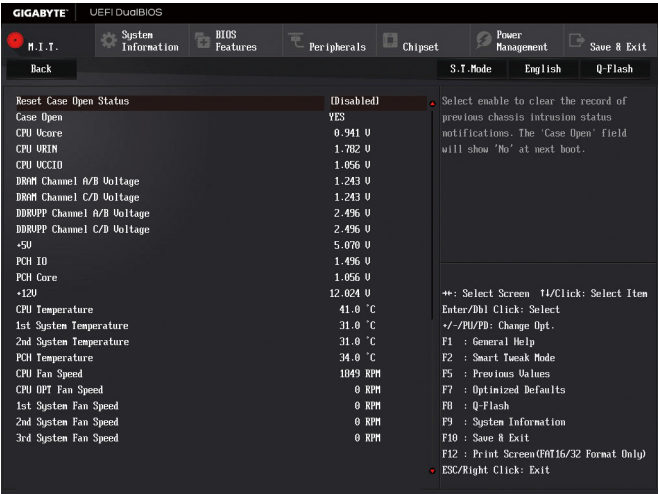 GIGABYTE™ UEFI DualBIOS
M.I.T.
System Information
BIOS Features
Peripherals
Chipset
Power Management
Save & Exit
Back
S.T.Mode English Q-Flash
Reset Case Open Status [Disabled]
Case Open YES
CPU Vcore 0.941 V
CPU VRIN 1.782 V
CPU VCCIO 1.056 V
DRAM Channel A/B Voltage 1.243 V
DRAM Channel C/D Voltage 1.243 V
DDRVPP Channel A/B Voltage 2.496 V
DDRVPP Channel C/D Voltage 2.496 V
+5V 5.070 V
PCH IO 1.496 V
PCH Core 1.056 V
+12V 12.024 V
CPU Temperature 41.0 °C
1st System Temperature 31.0 °C
2nd System Temperature 31.0 °C
PCH Temperature 34.0 °C
CPU Fan Speed 1849 RPM
CPU OPT Fan Speed 0 RPM
1st System Fan Speed 0 RPM
2nd System Fan Speed 0 RPM
3rd System Fan Speed 0 RPM
Select enable to clear the record of
previous chassis intrusion status
notifications. The 'Case Open' field
will show 'No' at next boot.
→←: Select Screen ↑↓/Click: Select Item
Enter/Dbl Click: Select
+/-/PU/PD: Change Opt.
F1 : General Help
F2 : Smart Tweak Mode
F5 : Previous Values
F7 : Optimized Defaults
F8 : Q-Flash
F9 : System Information
F10 : Save & Exit
F12 : Print Screen(FAT16/32 Format Only)
ESC/Right Click: Exit